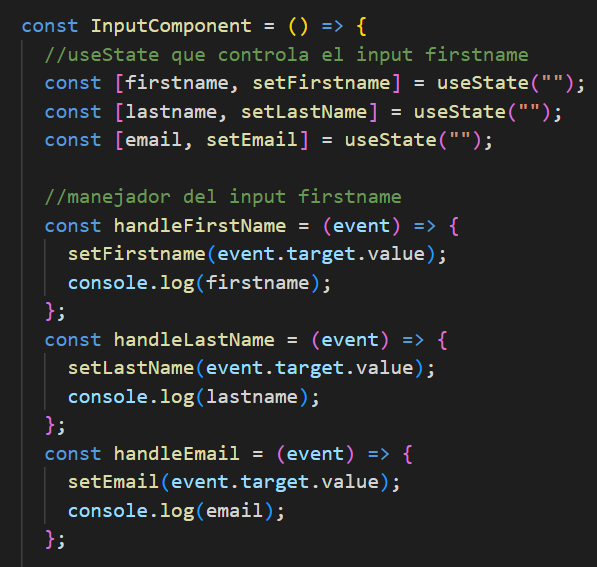 const InputComponent = () => {
//useState que controla el input firstname
const [firstname, setFirstname] = useState("");
const [lastname, setLastName] = useState("");
const [email, setEmail] = useState("");
//manejador del input firstname
const handleFirstName = (event) => {
setFirstname(event.target.value);
console.log(firstname);
};
const handleLastName = (event) => {
setLastName(event.target.value);
console.log(lastname);
};
const handleEmail = (event) => {
setEmail(event.target.value);
console.log(email);
};